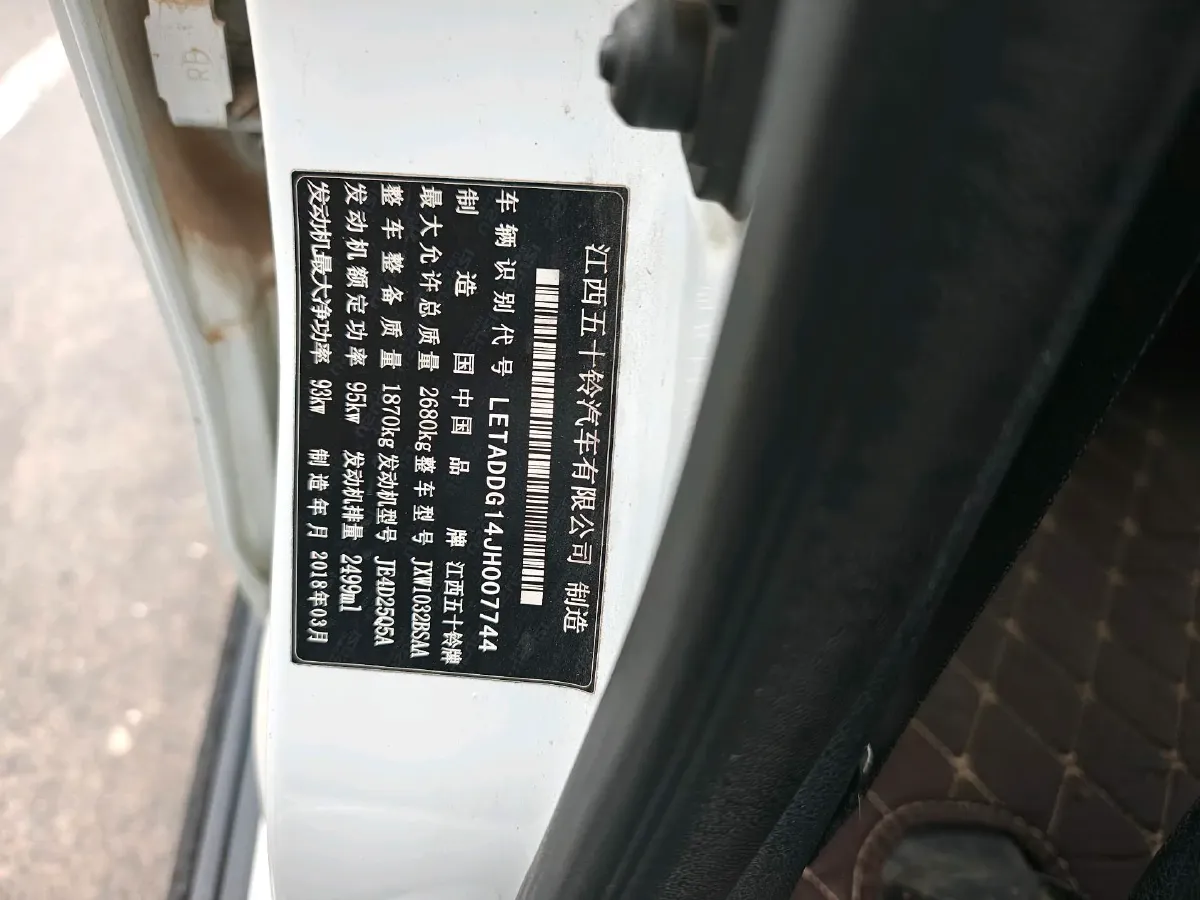 江西五十铃汽车有限公司 制造
车辆识别代号 LETADDG14JH007744
制造国 中国 品牌 江西五十铃牌
最大允许总质量 2680kg 整车型号 JXW1032BSAA
整车整备质量 1870kg 发动机型号 JE4D25Q5A
发动机额定功率 95kw 发动机排量 2499ml
发动机最大净功率 93kw 制造年月 2018年03月
RB